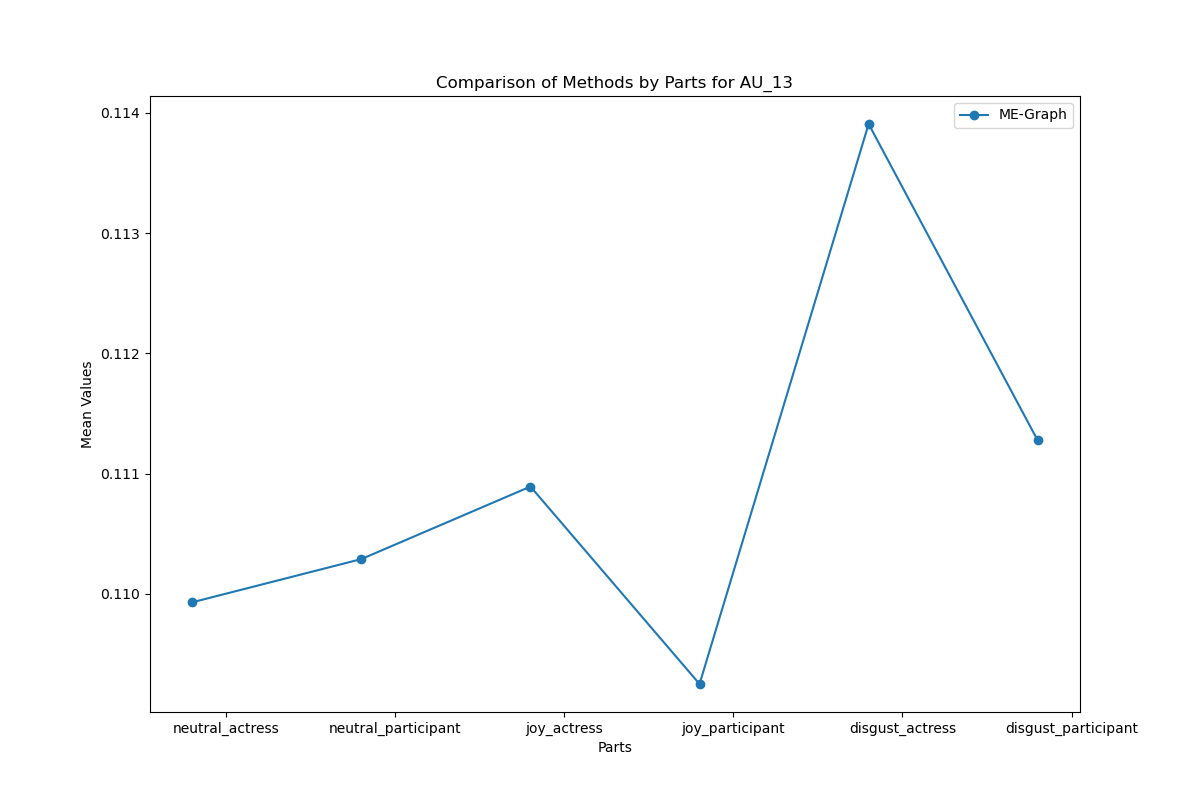 Comparison of Methods by Parts for AU_13
ME-Graph
0.114
0.113
0.112
0.111
0.110
Mean Values
neutral_actress
neutral_participant
joy_actress
joy_participant
disgust_actress
disgust_participant
Parts